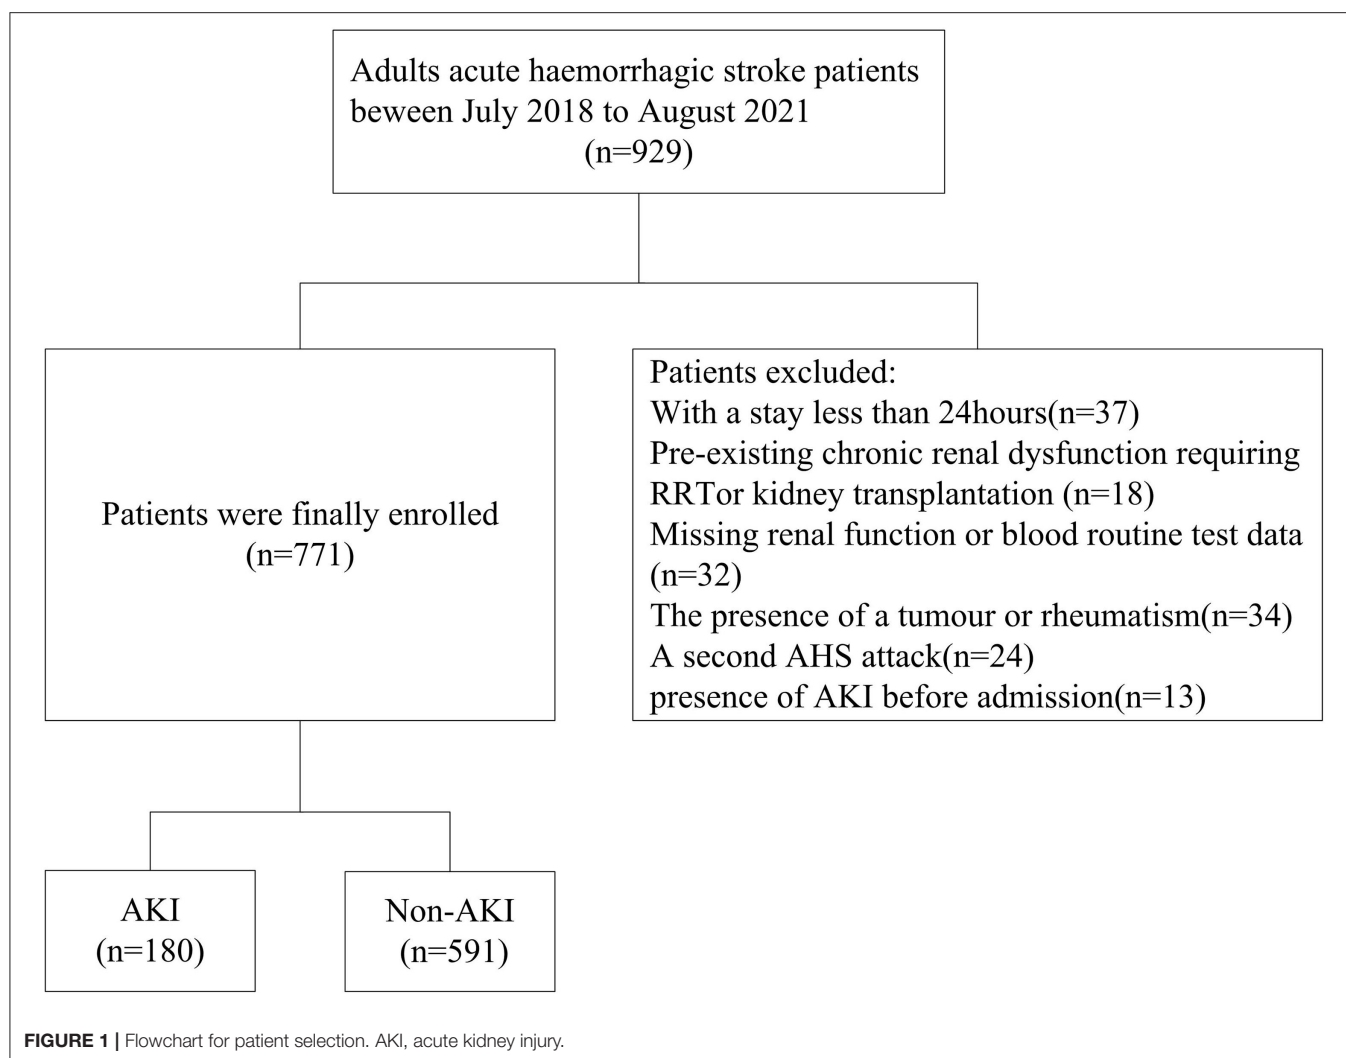 Adults acute haemorrhagic stroke patients
beween July 2018 to August 2021
(n=929)
Patients were finally enrolled
(n=771)
Patients excluded:
With a stay less than 24hours(n=37)
Pre-existing chronic renal dysfunction requiring
RRTor kidney transplantation (n=18)
Missing renal function or blood routine test data
(n=32)
The presence of a tumour or rheumatism(n=34)
A second AHS attack(n=24)
presence of AKI before admission(n=13)
AKI
(n=180)
Non-AKI
(n=591)
FIGURE 1 | Flowchart for patient selection. AKI, acute kidney injury.